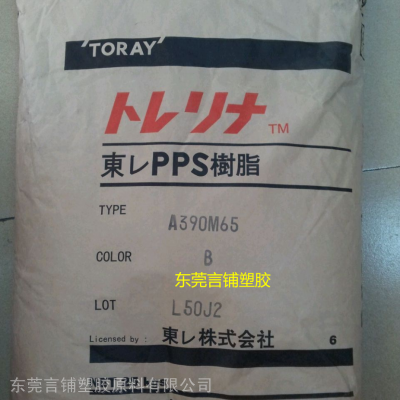 'TORAY'
トレリナ™
東レPPS樹脂
TYPE A390M65
COLOR B
东莞言铺塑胶
LOT L50J2
Licensed by : 東レ株式会社 6
东莞言铺塑胶原料有限公司